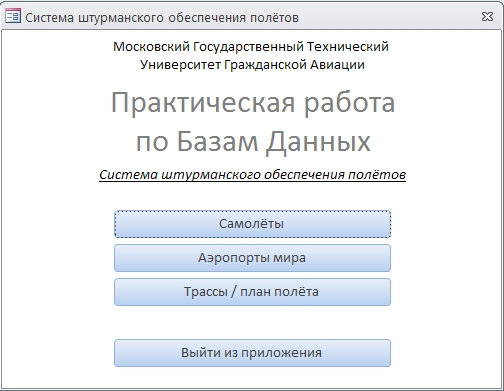 Система штурманского обеспечения полётов
Московский Государственный Технический
Университет Гражданской Авиации
Практическая работа
по Базам Данных
Система штурманского обеспечения полётов
Самолёты
Аэропорты мира
Трассы / план полёта
Выйти из приложения